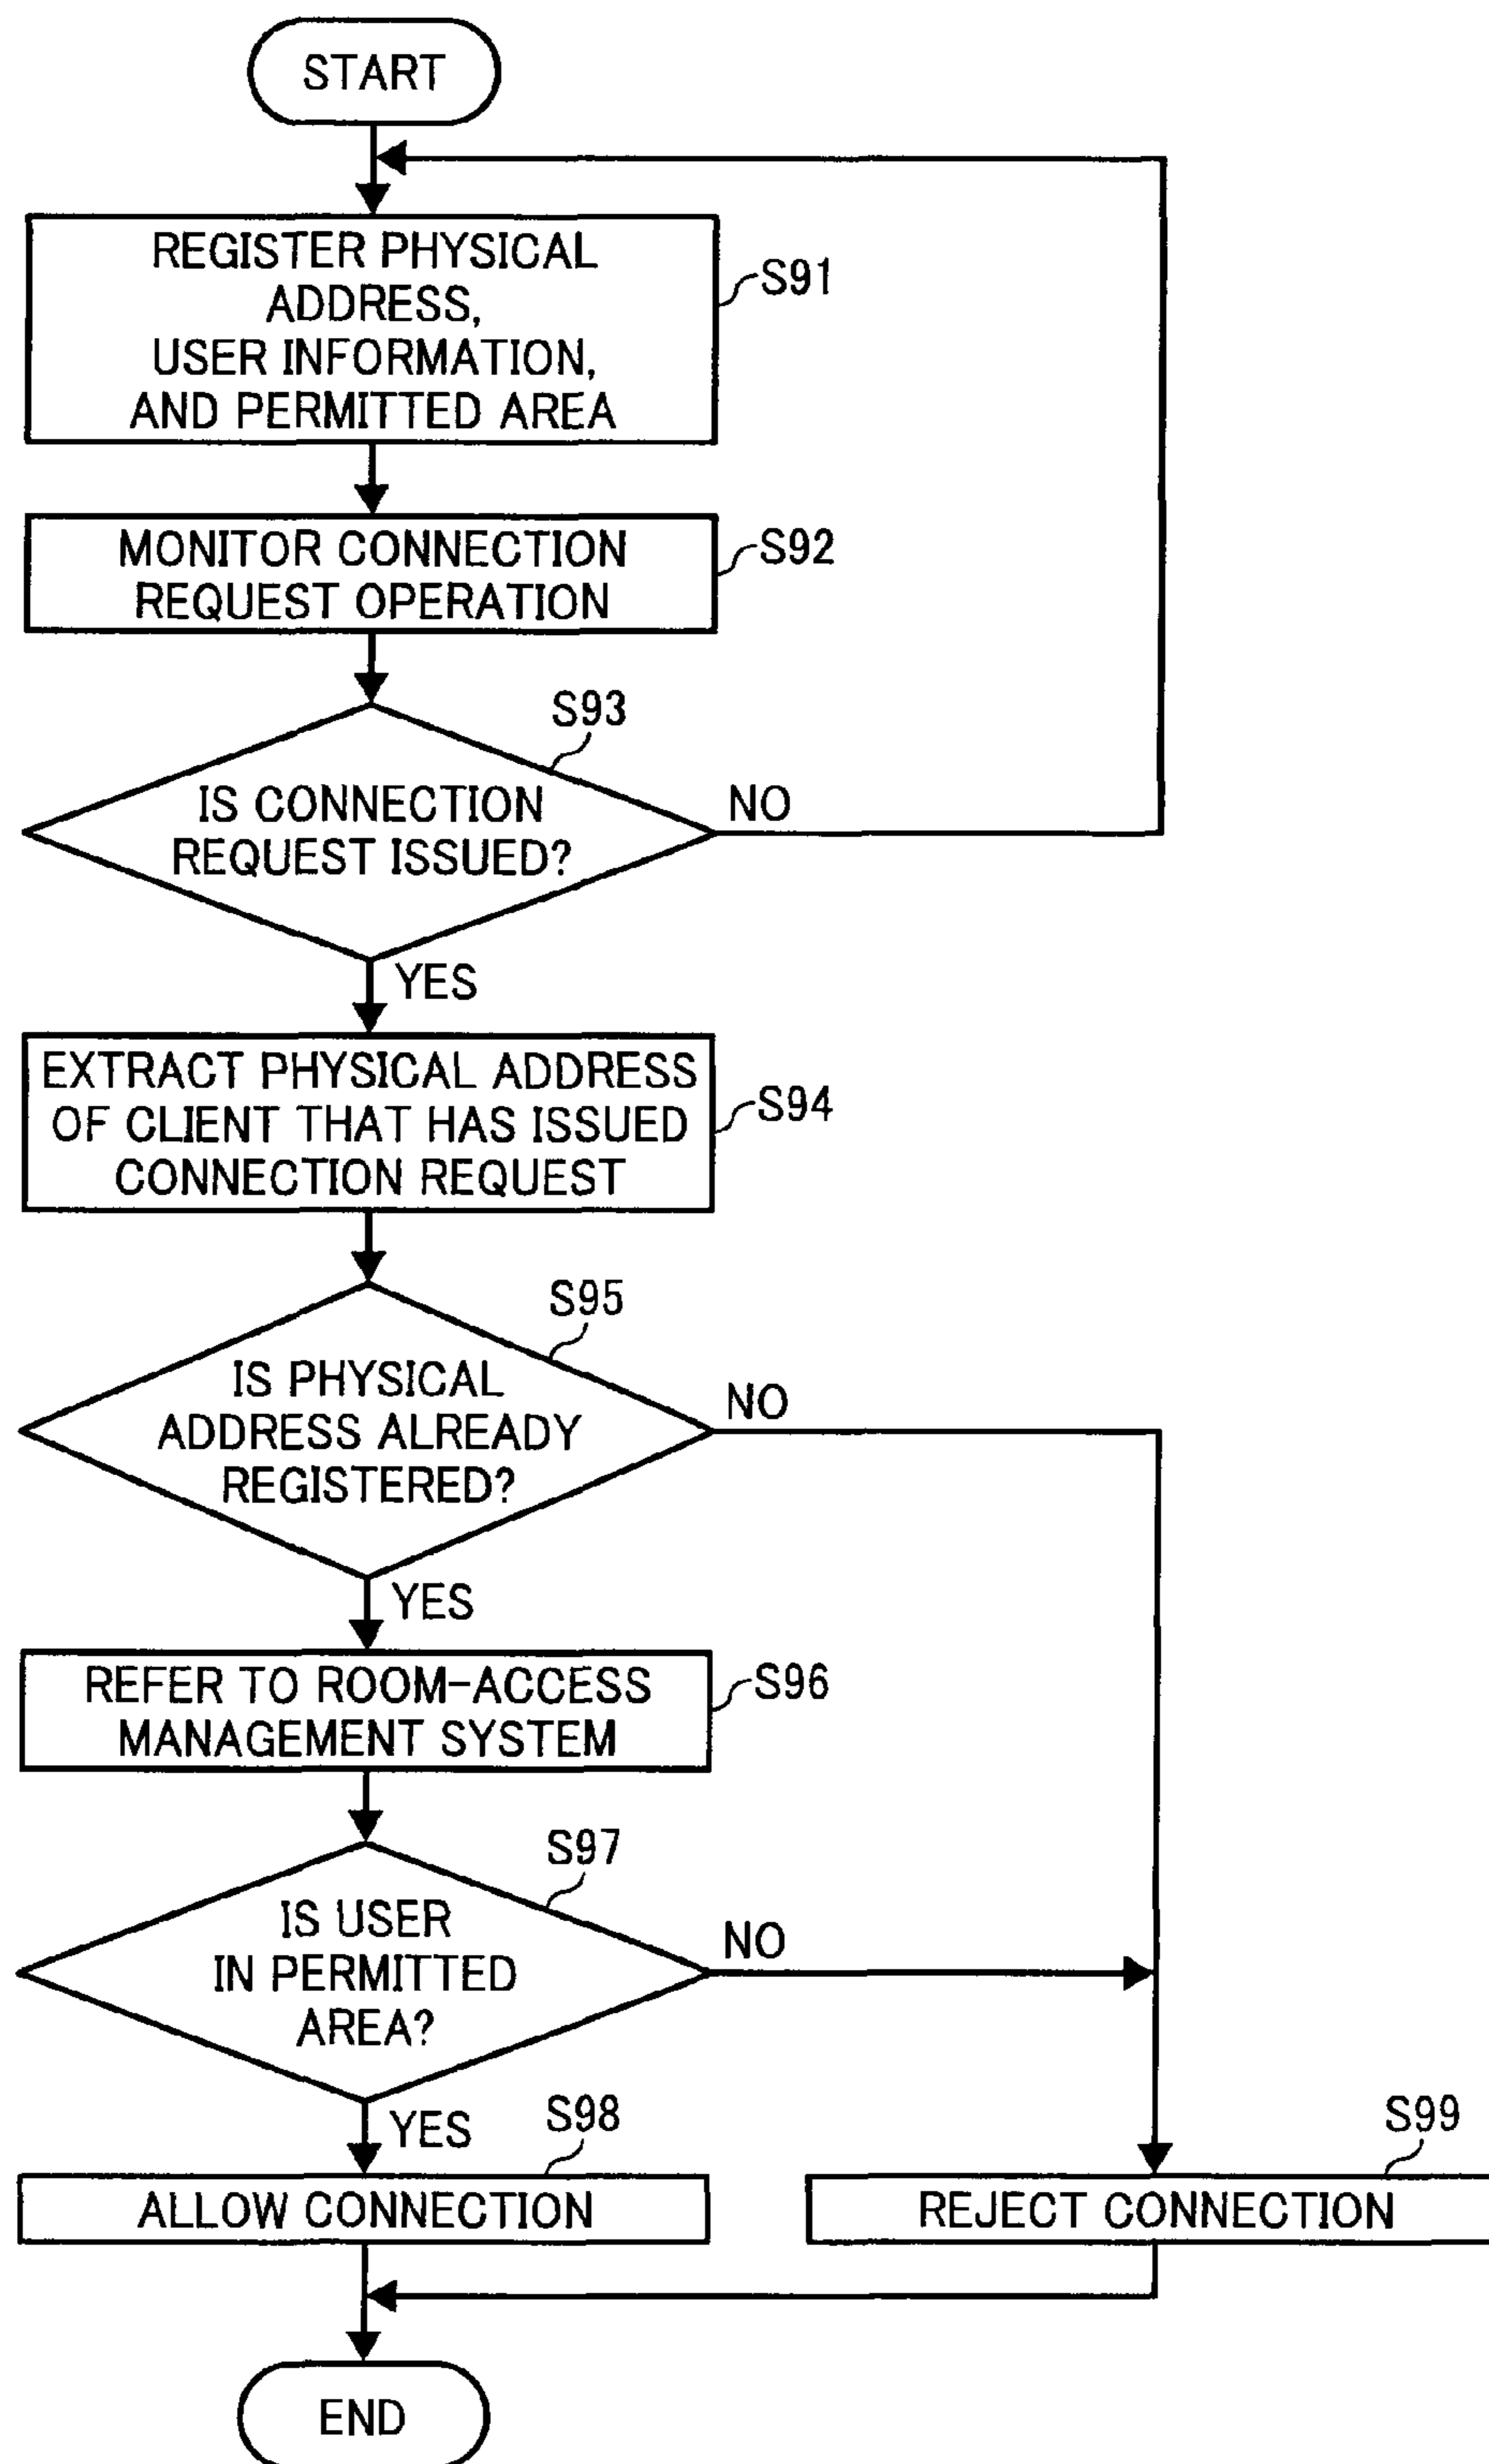 START
REGISTER PHYSICAL
ADDRESS,
USER INFORMATION,
AND PERMITTED AREA
S91
MONITOR CONNECTION
REQUEST OPERATION
S92
S93
IS CONNECTION
REQUEST ISSUED?
NO
YES
EXTRACT PHYSICAL ADDRESS
OF CLIENT THAT HAS ISSUED
CONNECTION REQUEST
S94
S95
IS PHYSICAL
ADDRESS ALREADY
REGISTERED?
NO
YES
REFER TO ROOM-ACCESS
MANAGEMENT SYSTEM
S96
S97
IS USER
IN PERMITTED
AREA?
NO
YES
S98
ALLOW CONNECTION
S99
REJECT CONNECTION
END